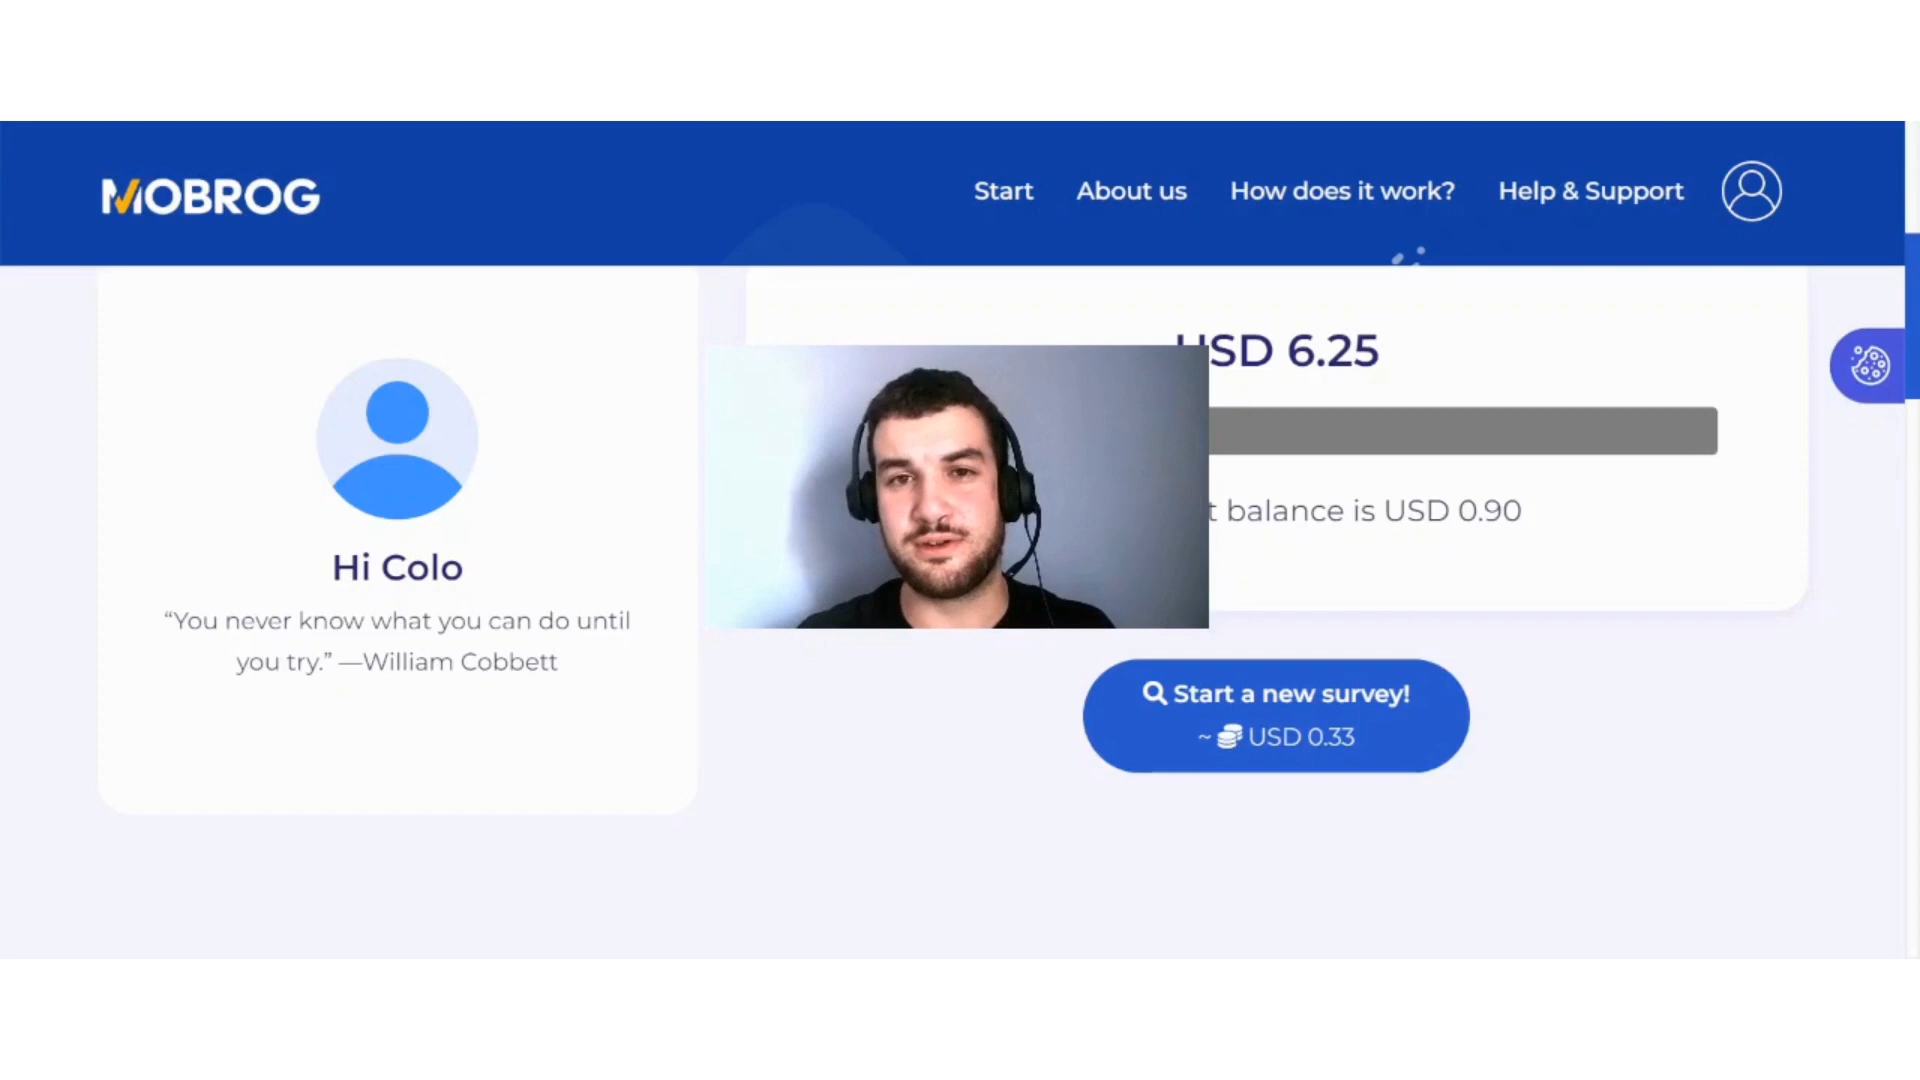 MOBROG
Start
About us
How does it work?
Help & Support
USD 6.25
balance is USD 0.90
Hi Colo
“You never know what you can do until
you try.” —William Cobbett
Start a new survey!
~ USD 0.33